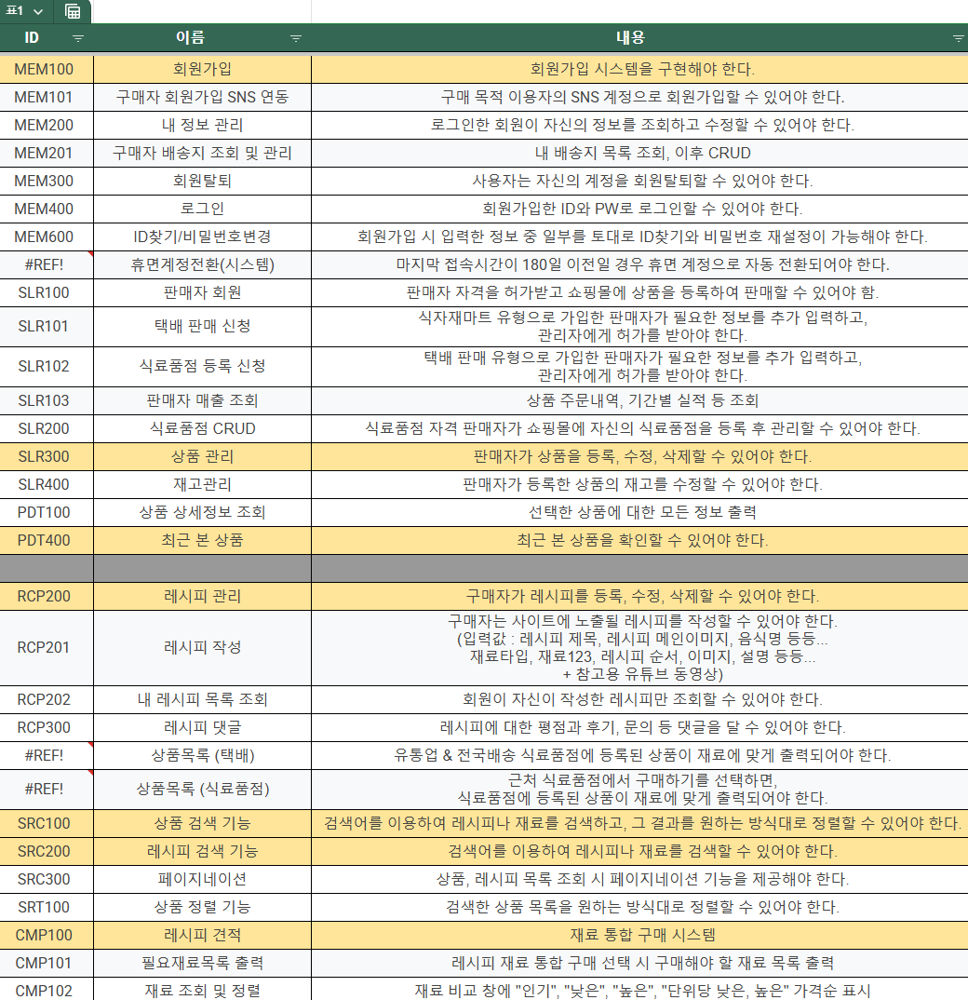 표1
ID 이름 내용
MEM100 회원가입 회원가입 시스템을 구현해야 한다.
MEM101 구매자 회원가입 SNS 연동 구매 목적 이용자의 SNS 계정으로 회원가입할 수 있어야 한다.
MEM200 내 정보 관리 로그인한 회원이 자신의 정보를 조회하고 수정할 수 있어야 한다.
MEM201 구매자 배송지 조회 및 관리 내 배송지 목록 조회, 이후 CRUD
MEM300 회원탈퇴 사용자는 자신의 계정을 회원탈퇴할 수 있어야 한다.
MEM400 로그인 회원가입한 ID와 PW로 로그인할 수 있어야 한다.
MEM600 ID찾기/비밀번호변경 회원가입 시 입력한 정보 중 일부를 토대로 ID찾기와 비밀번호 재설정이 가능해야 한다.
#REF! 휴면계정전환(시스템) 마지막 접속시간이 180일 이전일 경우 휴면 계정으로 자동 전환되어야 한다.
SLR100 판매자 회원 판매자 자격을 허가받고 쇼핑몰에 상품을 등록하여 판매할 수 있어야 함.
SLR101 택배 판매 신청 식자재마트 유형으로 가입한 판매자가 필요한 정보를 추가 입력하고,
관리자에게 허가를 받아야 한다.
SLR102 식료품점 등록 신청 택배 판매 유형으로 가입한 판매자가 필요한 정보를 추가 입력하고,
관리자에게 허가를 받아야 한다.
SLR103 판매자 매출 조회 상품 주문내역, 기간별 실적 등 조회
SLR200 식료품점 CRUD 식료품점 자격 판매자가 쇼핑몰에 자신의 식료품점을 등록 후 관리할 수 있어야 한다.
SLR300 상품 관리 판매자가 상품을 등록, 수정, 삭제할 수 있어야 한다.
SLR400 재고관리 판매자가 등록한 상품의 재고를 수정할 수 있어야 한다.
PDT100 상품 상세정보 조회 선택한 상품에 대한 모든 정보 출력
PDT400 최근 본 상품 최근 본 상품을 확인할 수 있어야 한다.
RCP200 레시피 관리 구매자가 레시피를 등록, 수정, 삭제할 수 있어야 한다.
RCP201 레시피 작성 구매자는 사이트에 노출될 레시피를 작성할 수 있어야 한다.
(입력값 : 레시피 제목, 레시피 메인이미지, 음식명 등등...
재료타입, 재료123, 레시피 순서, 이미지, 설명 등등...
+ 참고용 유튜브 동영상)
RCP202 내 레시피 목록 조회 회원이 자신이 작성한 레시피만 조회할 수 있어야 한다.
RCP300 레시피 댓글 레시피에 대한 평점과 후기, 문의 등 댓글을 달 수 있어야 한다.
#REF! 상품목록 (택배) 유통업 & 전국배송 식료품점에 등록된 상품이 재료에 맞게 출력되어야 한다.
#REF! 상품목록 (식료품점) 근처 식료품점에서 구매하기를 선택하면,
식료품점에 등록된 상품이 재료에 맞게 출력되어야 한다.
SRC100 상품 검색 기능 검색어를 이용하여 레시피나 재료를 검색하고, 그 결과를 원하는 방식대로 정렬할 수 있어야 한다.
SRC200 레시피 검색 기능 검색어를 이용하여 레시피나 재료를 검색할 수 있어야 한다.
SRC300 페이지네이션 상품, 레시피 목록 조회 시 페이지네이션 기능을 제공해야 한다.
SRT100 상품 정렬 기능 검색한 상품 목록을 원하는 방식대로 정렬할 수 있어야 한다.
CMP100 레시피 견적 재료 통합 구매 시스템
CMP101 필요재료목록 출력 레시피 재료 통합 구매 선택 시 구매해야 할 재료 목록 출력
CMP102 재료 조회 및 정렬 재료 비교 창에 "인기", "낮은", "높은", "단위당 낮은, 높은" 가격순 표시